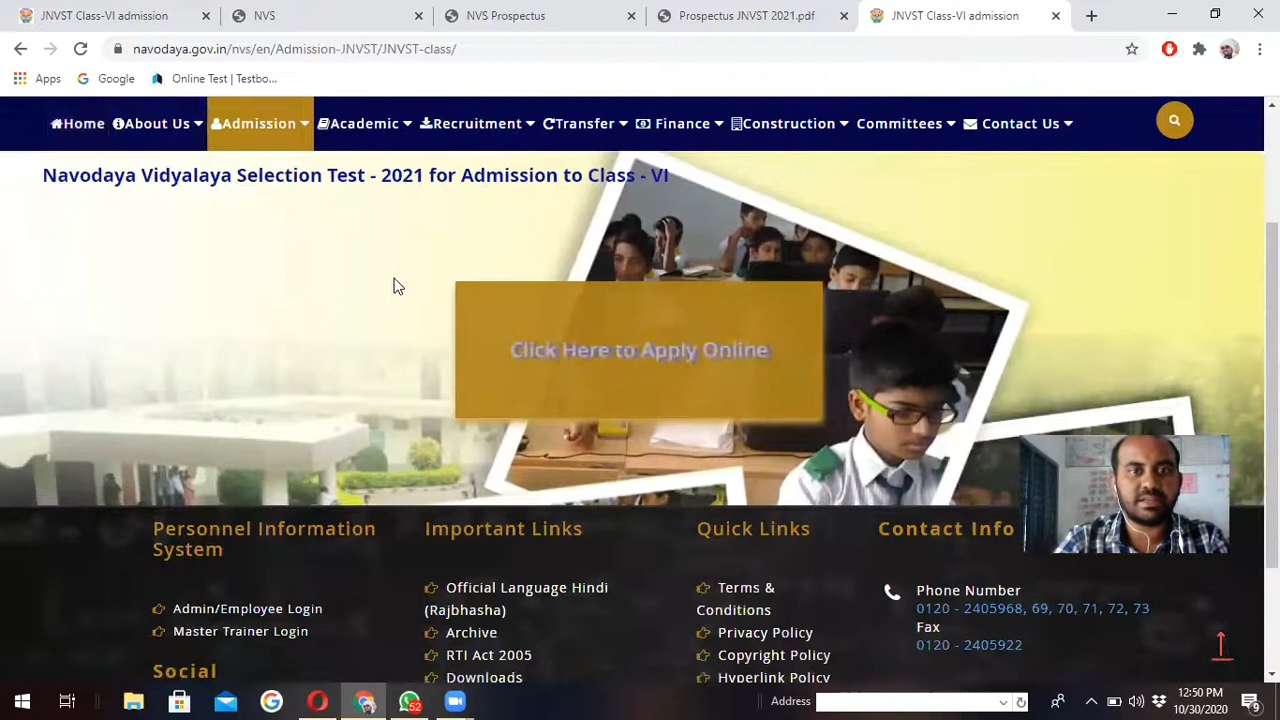 JNVST Class-VI admission
NVS
NVS Prospectus
Prospectus JNVST 2021.pdf
JNVST Class-VI admission
navodaya.gov.in/nvs/en/Admission-JNVST/JNVST-class/
Apps
Google
Online Test | Testbo...
Home
About Us
Admission
Academic
Recruitment
Transfer
Finance
Construction
Committees
Contact Us
Navodaya Vidyalaya Selection Test - 2021 for Admission to Class - VI
Click Here to Apply Online
Personnel Information
System
Admin/Employee Login
Master Trainer Login
Social
Important Links
Official Language Hindi
(Rajbhasha)
Archive
RTI Act 2005
Downloads
Quick Links
Terms &
Conditions
Privacy Policy
Copyright Policy
Hyperlink Policy
Contact Info
Phone Number
0120 - 2405968, 69, 70, 71, 72, 73
Fax
0120 - 2405922
52
Address
12:50 PM
10/30/2020
9